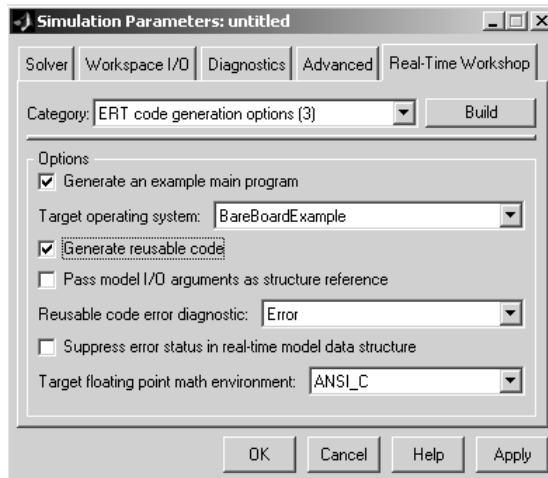 Simulation Parameters: untitled
Solver Workspace I/O Diagnostics Advanced Real-Time Workshop
Category: ERT code generation options (3) Build
Options
Generate an example main program
Target operating system: BareBoardExample
Generate reusable code
Pass model I/O arguments as structure reference
Reusable code error diagnostic: Error
Suppress error status in real-time model data structure
Target floating point math environment: ANSI_C
OK Cancel Help Apply